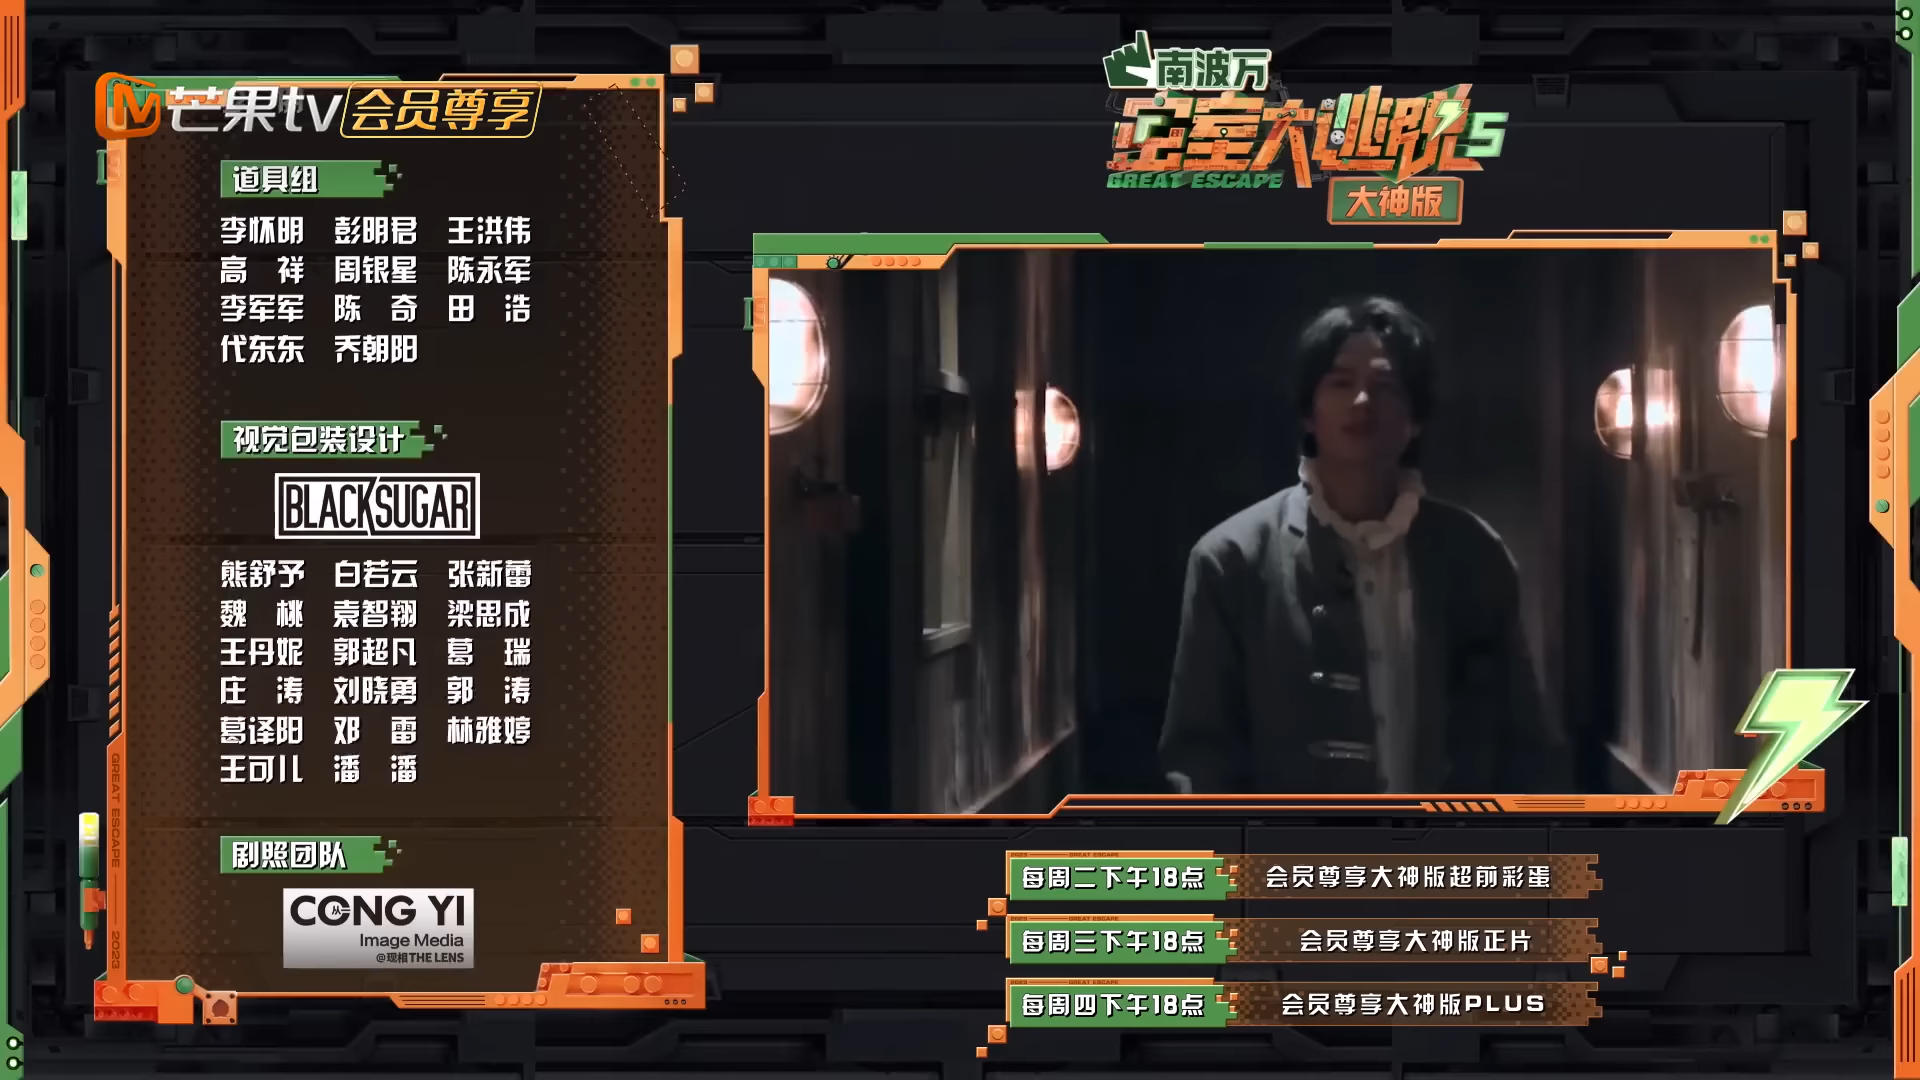 芒果tv 会员尊享
道具组
李怀明 彭明君 王洪伟
高 祥 周银星 陈永军
李军军 陈 奇 田 浩
代东东 乔朝阳
视觉包装设计
BLACKSUGAR
熊舒予 白若云 张新蕾
魏 桃 袁智翔 梁思成
王丹妮 郭超凡 葛 瑞
庄 涛 刘晓勇 郭 涛
葛译阳 邓 雷 林雅婷
王可儿 潘 潘
剧照团队
CONG YI
Image Media
@现相THE LENS
GREAT ESCAPE 2023
南波万
密室大逃脱5
GREAT ESCAPE
大神版
每周二下午18点 会员尊享大神版超前彩蛋
每周三下午18点 会员尊享大神版正片
每周四下午18点 会员尊享大神版PLUS